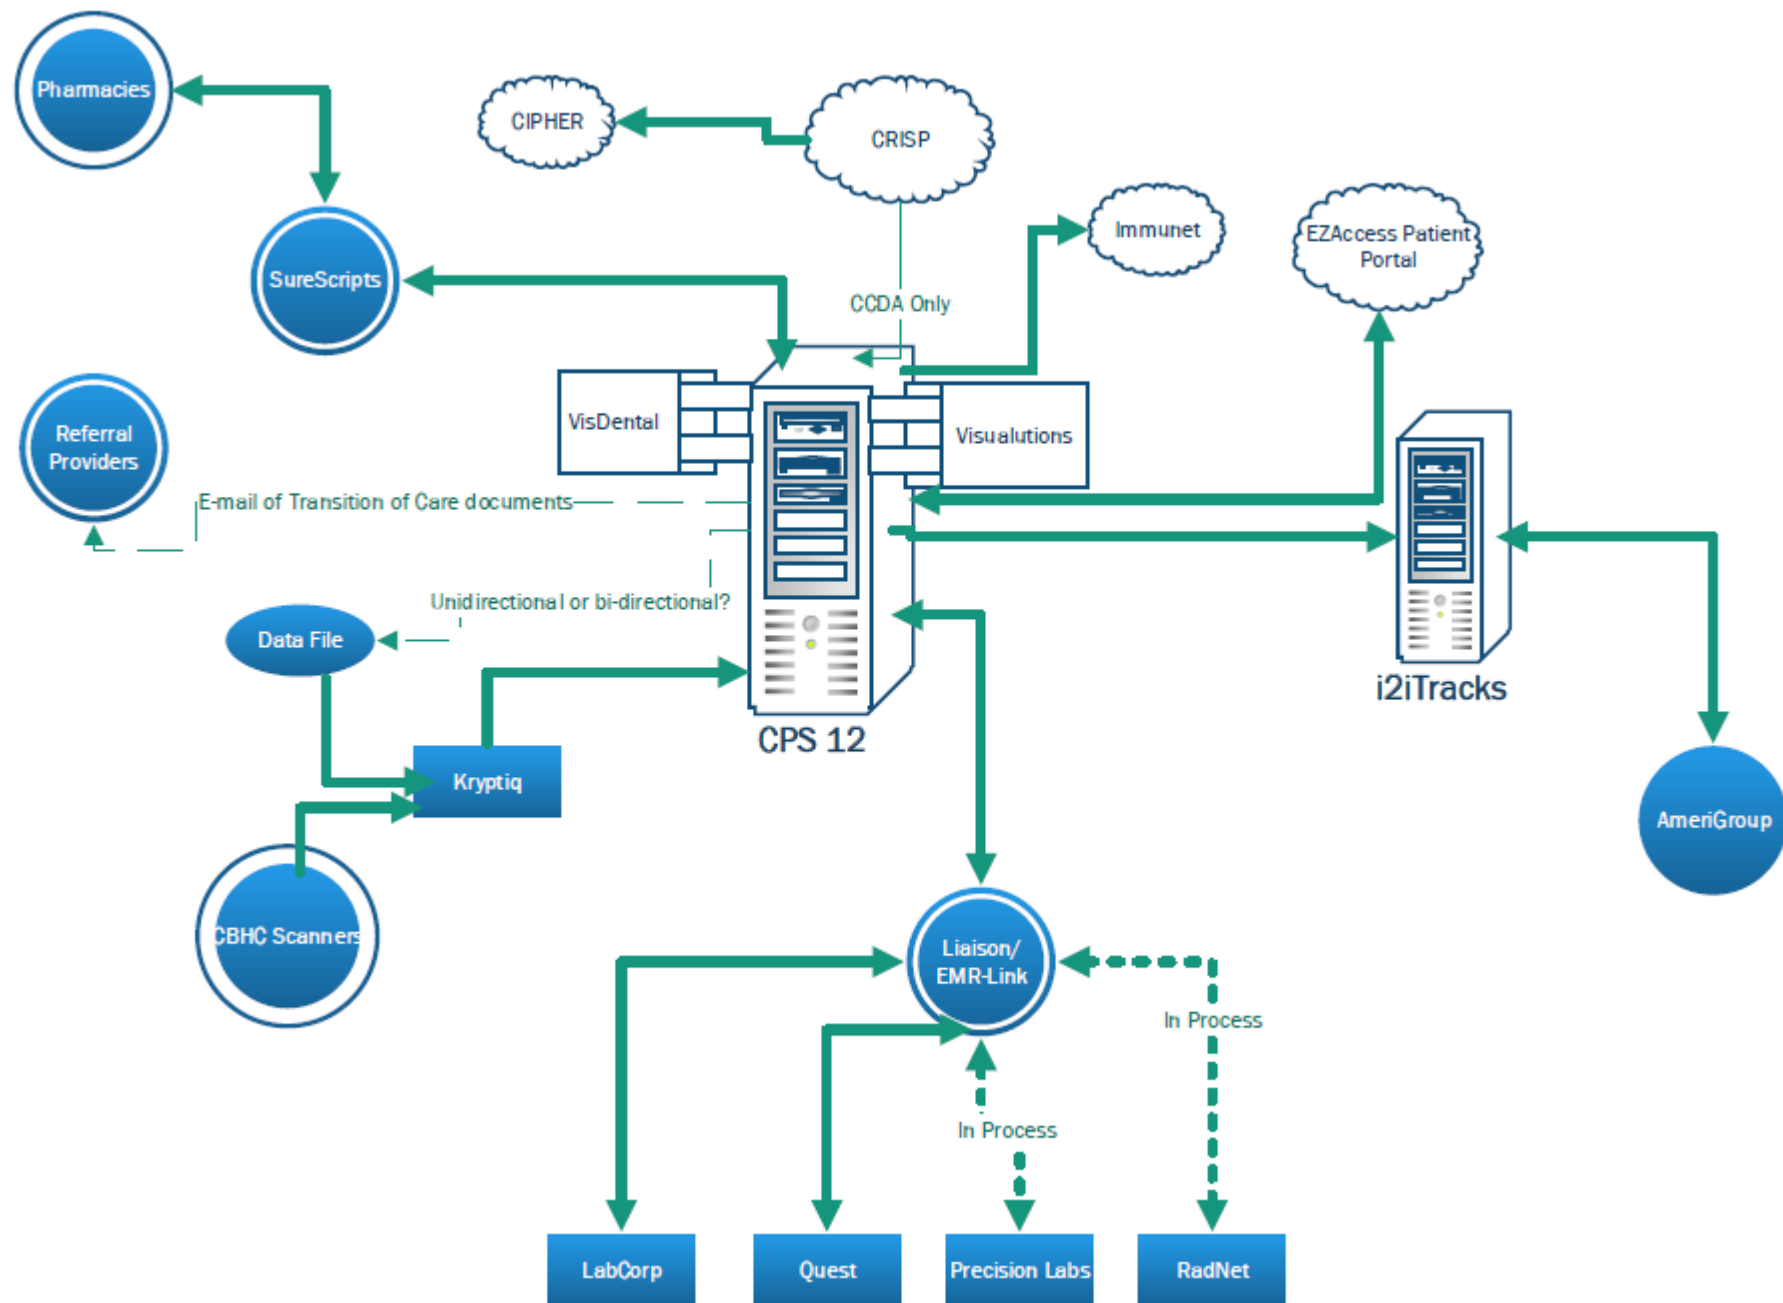 Pharmacies
CIPHER
CRISP
Immunet
EZAccess Patient
Portal
SureScripts
CCDA Only
VisDental
Visualutions
Referral
Providers
E-mail of Transition of Care documents
Unidirectional or bi-directional?
Data File
i2iTracks
CPS 12
Kryptiq
AmeriGroup
CBHC Scanners
Liaison/
EMR-Link
In Process
In Process
LabCorp
Quest
Precision Labs
RadNet